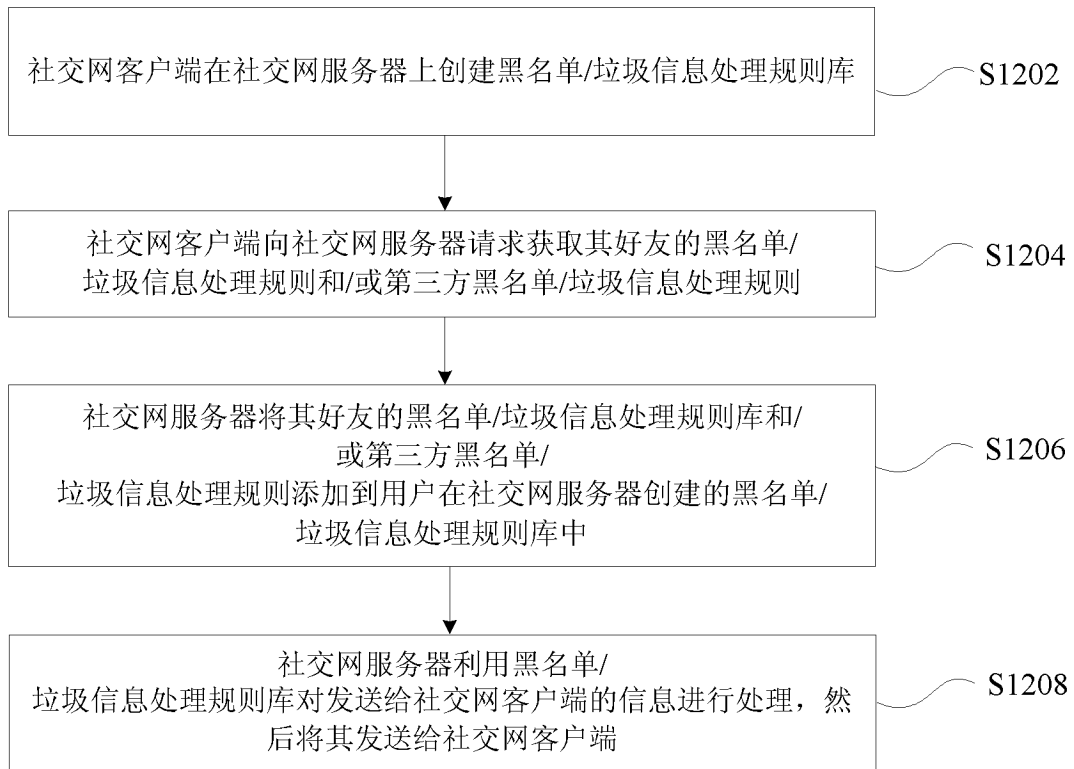 社交网客户端在社交网服务器上创建黑名单/垃圾信息处理规则库
S1202
社交网客户端向社交网服务器请求获取其好友的黑名单/
垃圾信息处理规则和/或第三方黑名单/垃圾信息处理规则
S1204
社交网服务器将其好友的黑名单/垃圾信息处理规则库和/
或第三方黑名单/
垃圾信息处理规则添加到用户在社交网服务器创建的黑名单/
垃圾信息处理规则库中
S1206
社交网服务器利用黑名单/
垃圾信息处理规则库对发送给社交网客户端的信息进行处理，然
后将其发送给社交网客户端
S1208